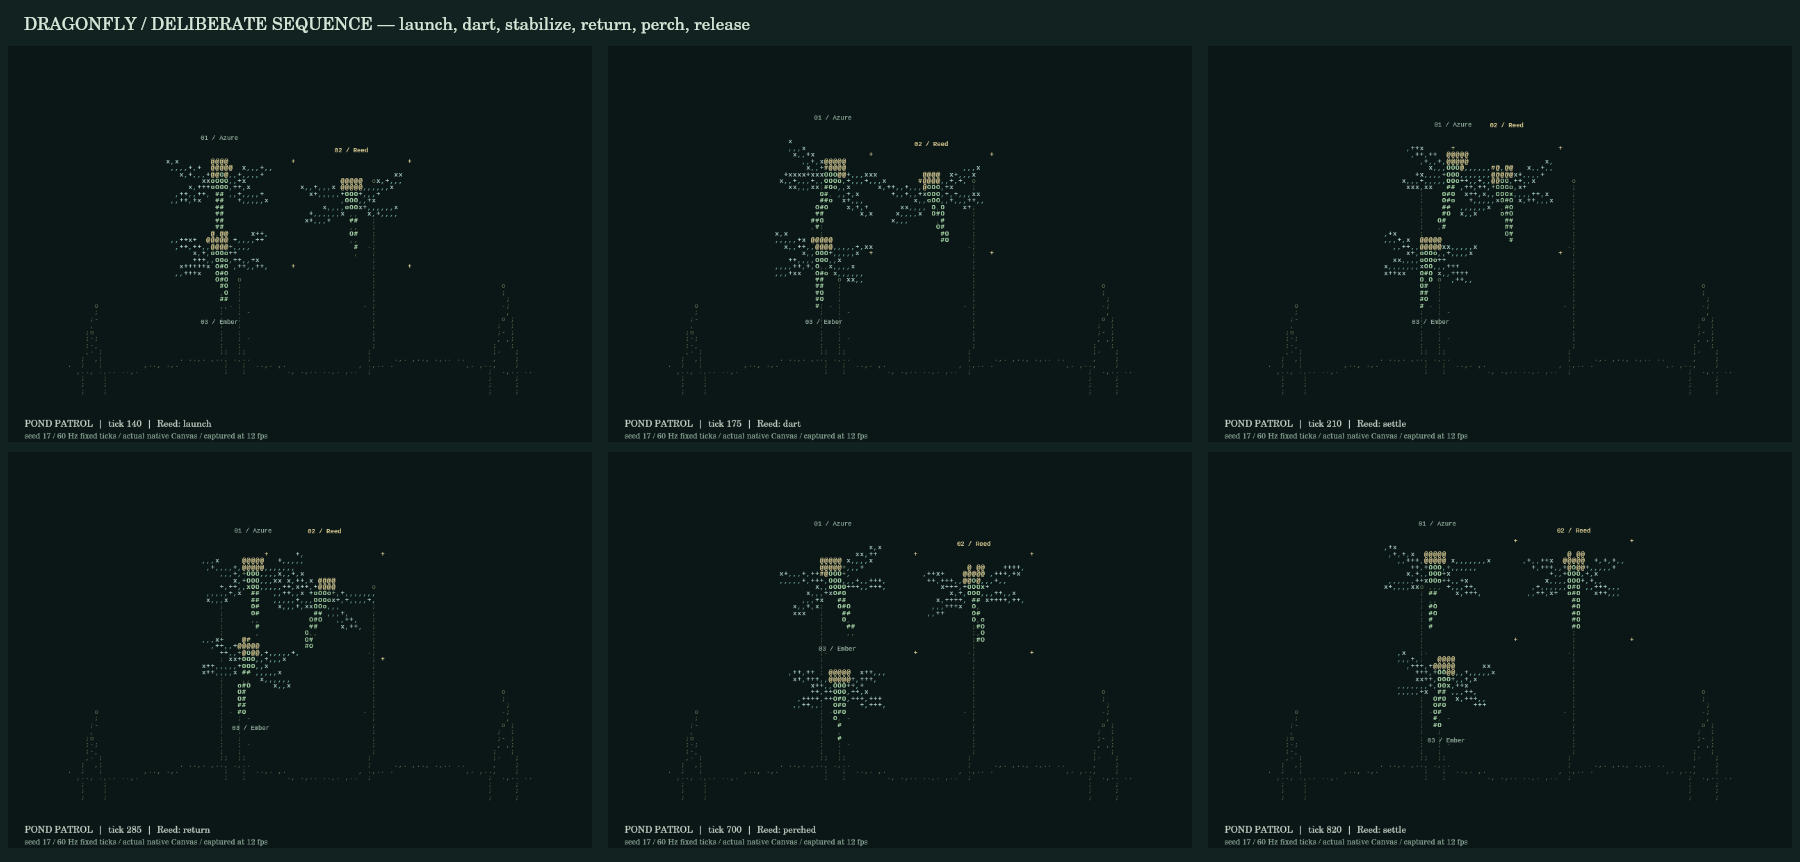 DRAGONFLY / DELIBERATE SEQUENCE — launch, dart, stabilize, return, perch, release
01 / Azure
02 / Reed
03 / Ember
POND PATROL | tick 140 | Reed: launch
seed 17 / 60 Hz fixed ticks / actual native Canvas / captured at 12 fps
01 / Azure
02 / Reed
03 / Ember
POND PATROL | tick 175 | Reed: dart
seed 17 / 60 Hz fixed ticks / actual native Canvas / captured at 12 fps
01 / Azure 02 / Reed
03 / Ember
POND PATROL | tick 210 | Reed: settle
seed 17 / 60 Hz fixed ticks / actual native Canvas / captured at 12 fps
01 / Azure 02 / Reed
03 / Ember
POND PATROL | tick 285 | Reed: return
seed 17 / 60 Hz fixed ticks / actual native Canvas / captured at 12 fps
01 / Azure
02 / Reed
03 / Ember
POND PATROL | tick 700 | Reed: perched
seed 17 / 60 Hz fixed ticks / actual native Canvas / captured at 12 fps
01 / Azure
02 / Reed
03 / Ember
POND PATROL | tick 820 | Reed: settle
seed 17 / 60 Hz fixed ticks / actual native Canvas / captured at 12 fps